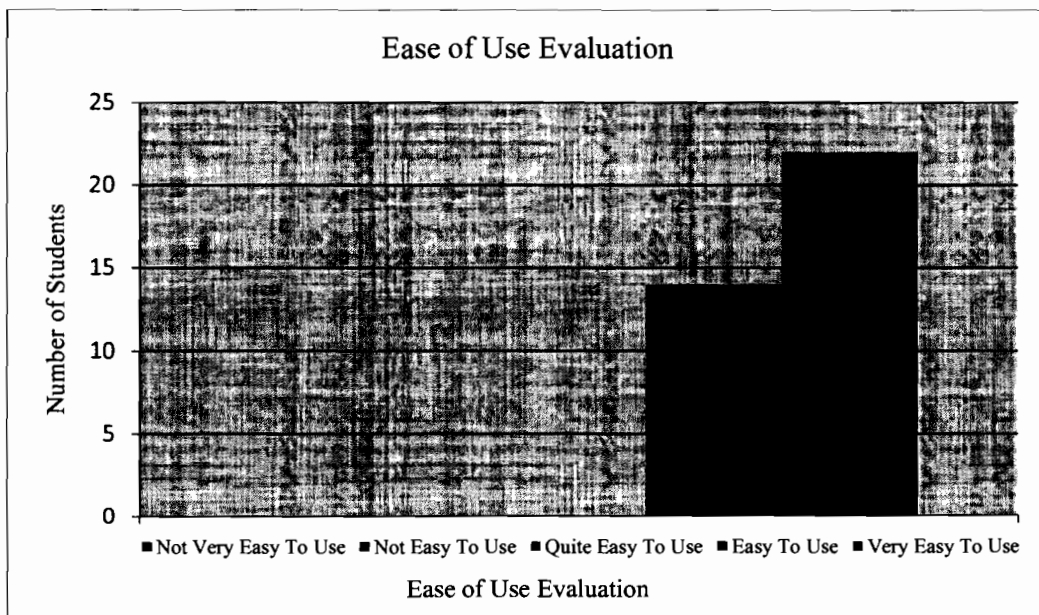 Ease of Use Evaluation
25
20
15
10
5
0
Number of Students
■ Not Very Easy To Use ■ Not Easy To Use ■ Quite Easy To Use ■ Easy To Use ■ Very Easy To Use
Ease of Use Evaluation